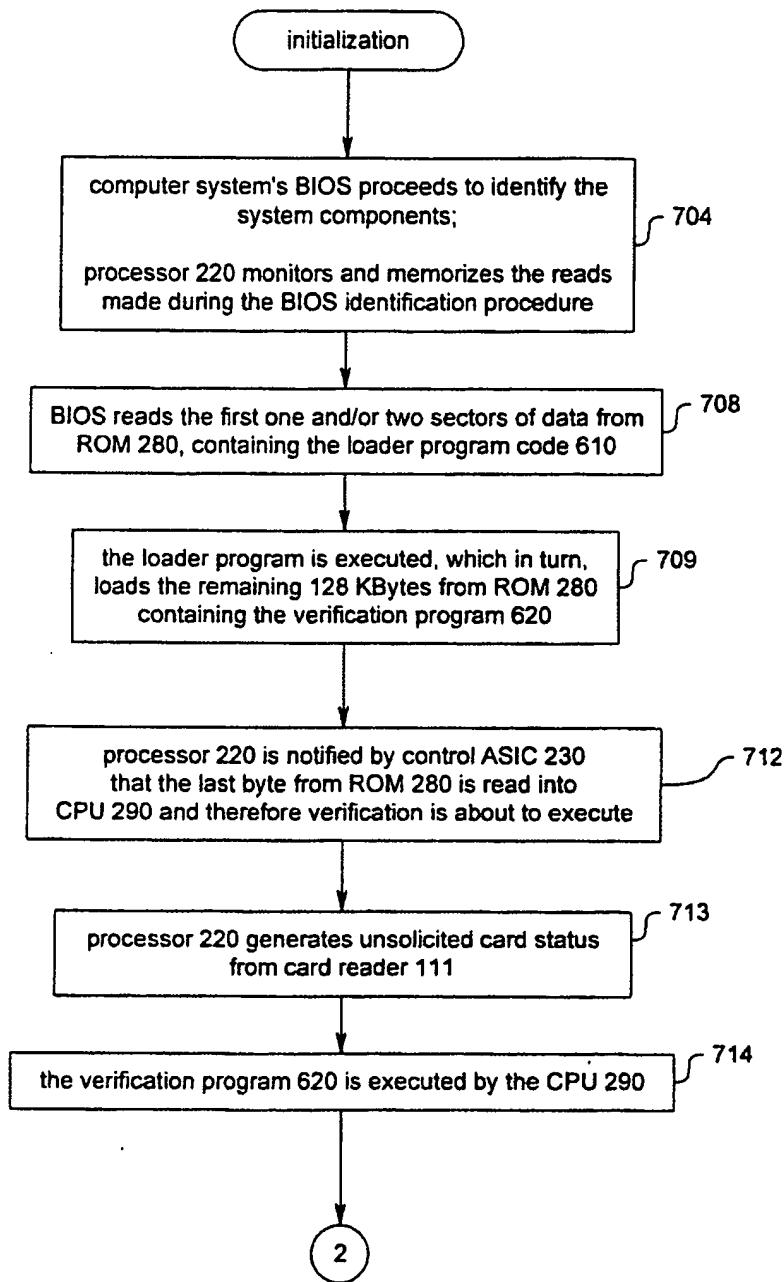 initialization
computer system's BIOS proceeds to identify the
system components;
processor 220 monitors and memorizes the reads
made during the BIOS identification procedure
704
BIOS reads the first one and/or two sectors of data from
ROM 280, containing the loader program code 610
708
the loader program is executed, which in turn,
loads the remaining 128 KBytes from ROM 280
containing the verification program 620
709
processor 220 is notified by control ASIC 230
that the last byte from ROM 280 is read into
CPU 290 and therefore verification is about to execute
712
processor 220 generates unsolicited card status
from card reader 111
713
the verification program 620 is executed by the CPU 290
714
2